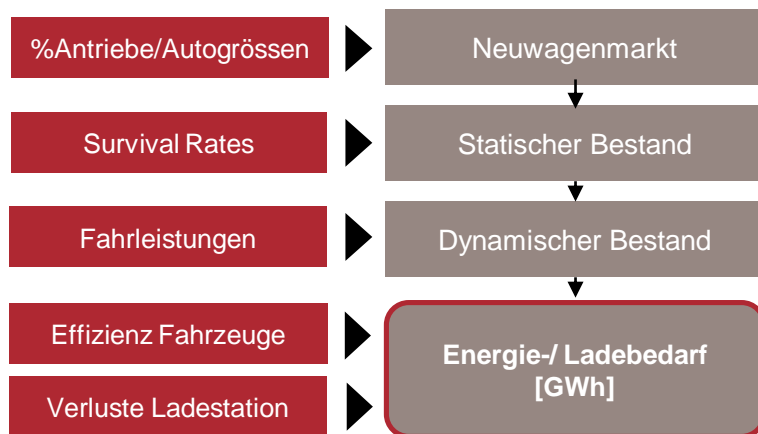 %Antriebe/Autogrössen
Neuwagenmarkt
Survival Rates
Statischer Bestand
Fahrleistungen
Dynamischer Bestand
Effizienz Fahrzeuge
Energie-/ Ladebedarf
[GWh]
Verluste Ladestation